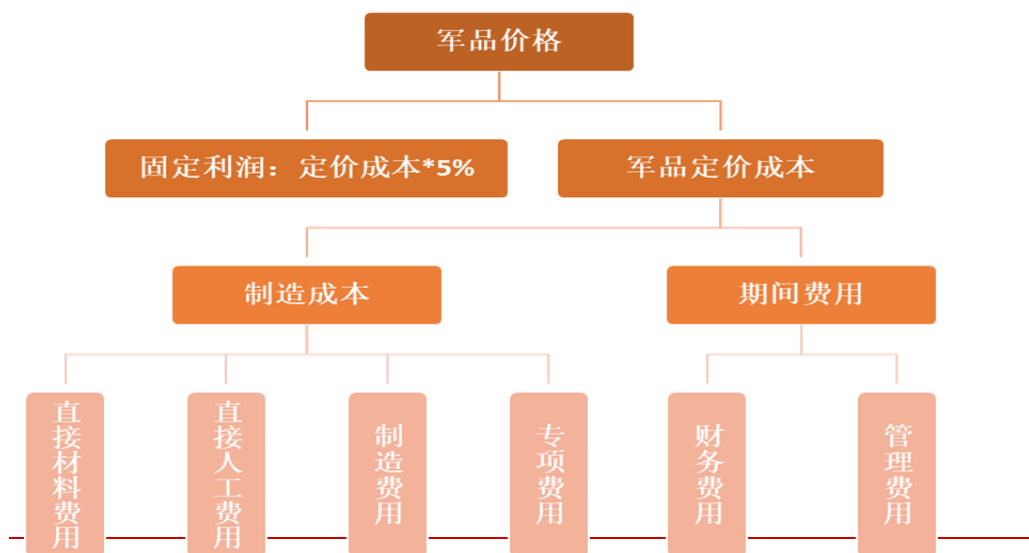 军品价格
固定利润：定价成本*5%
军品定价成本
制造成本
期间费用
直接材料费用
直接人工费用
制造费用
专项费用
财务费用
管理费用